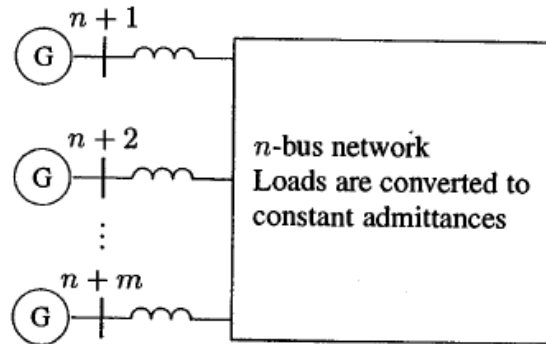 n + 1
G
n + 2
G
n-bus network
Loads are converted to
constant admittances
⋮
n + m
G